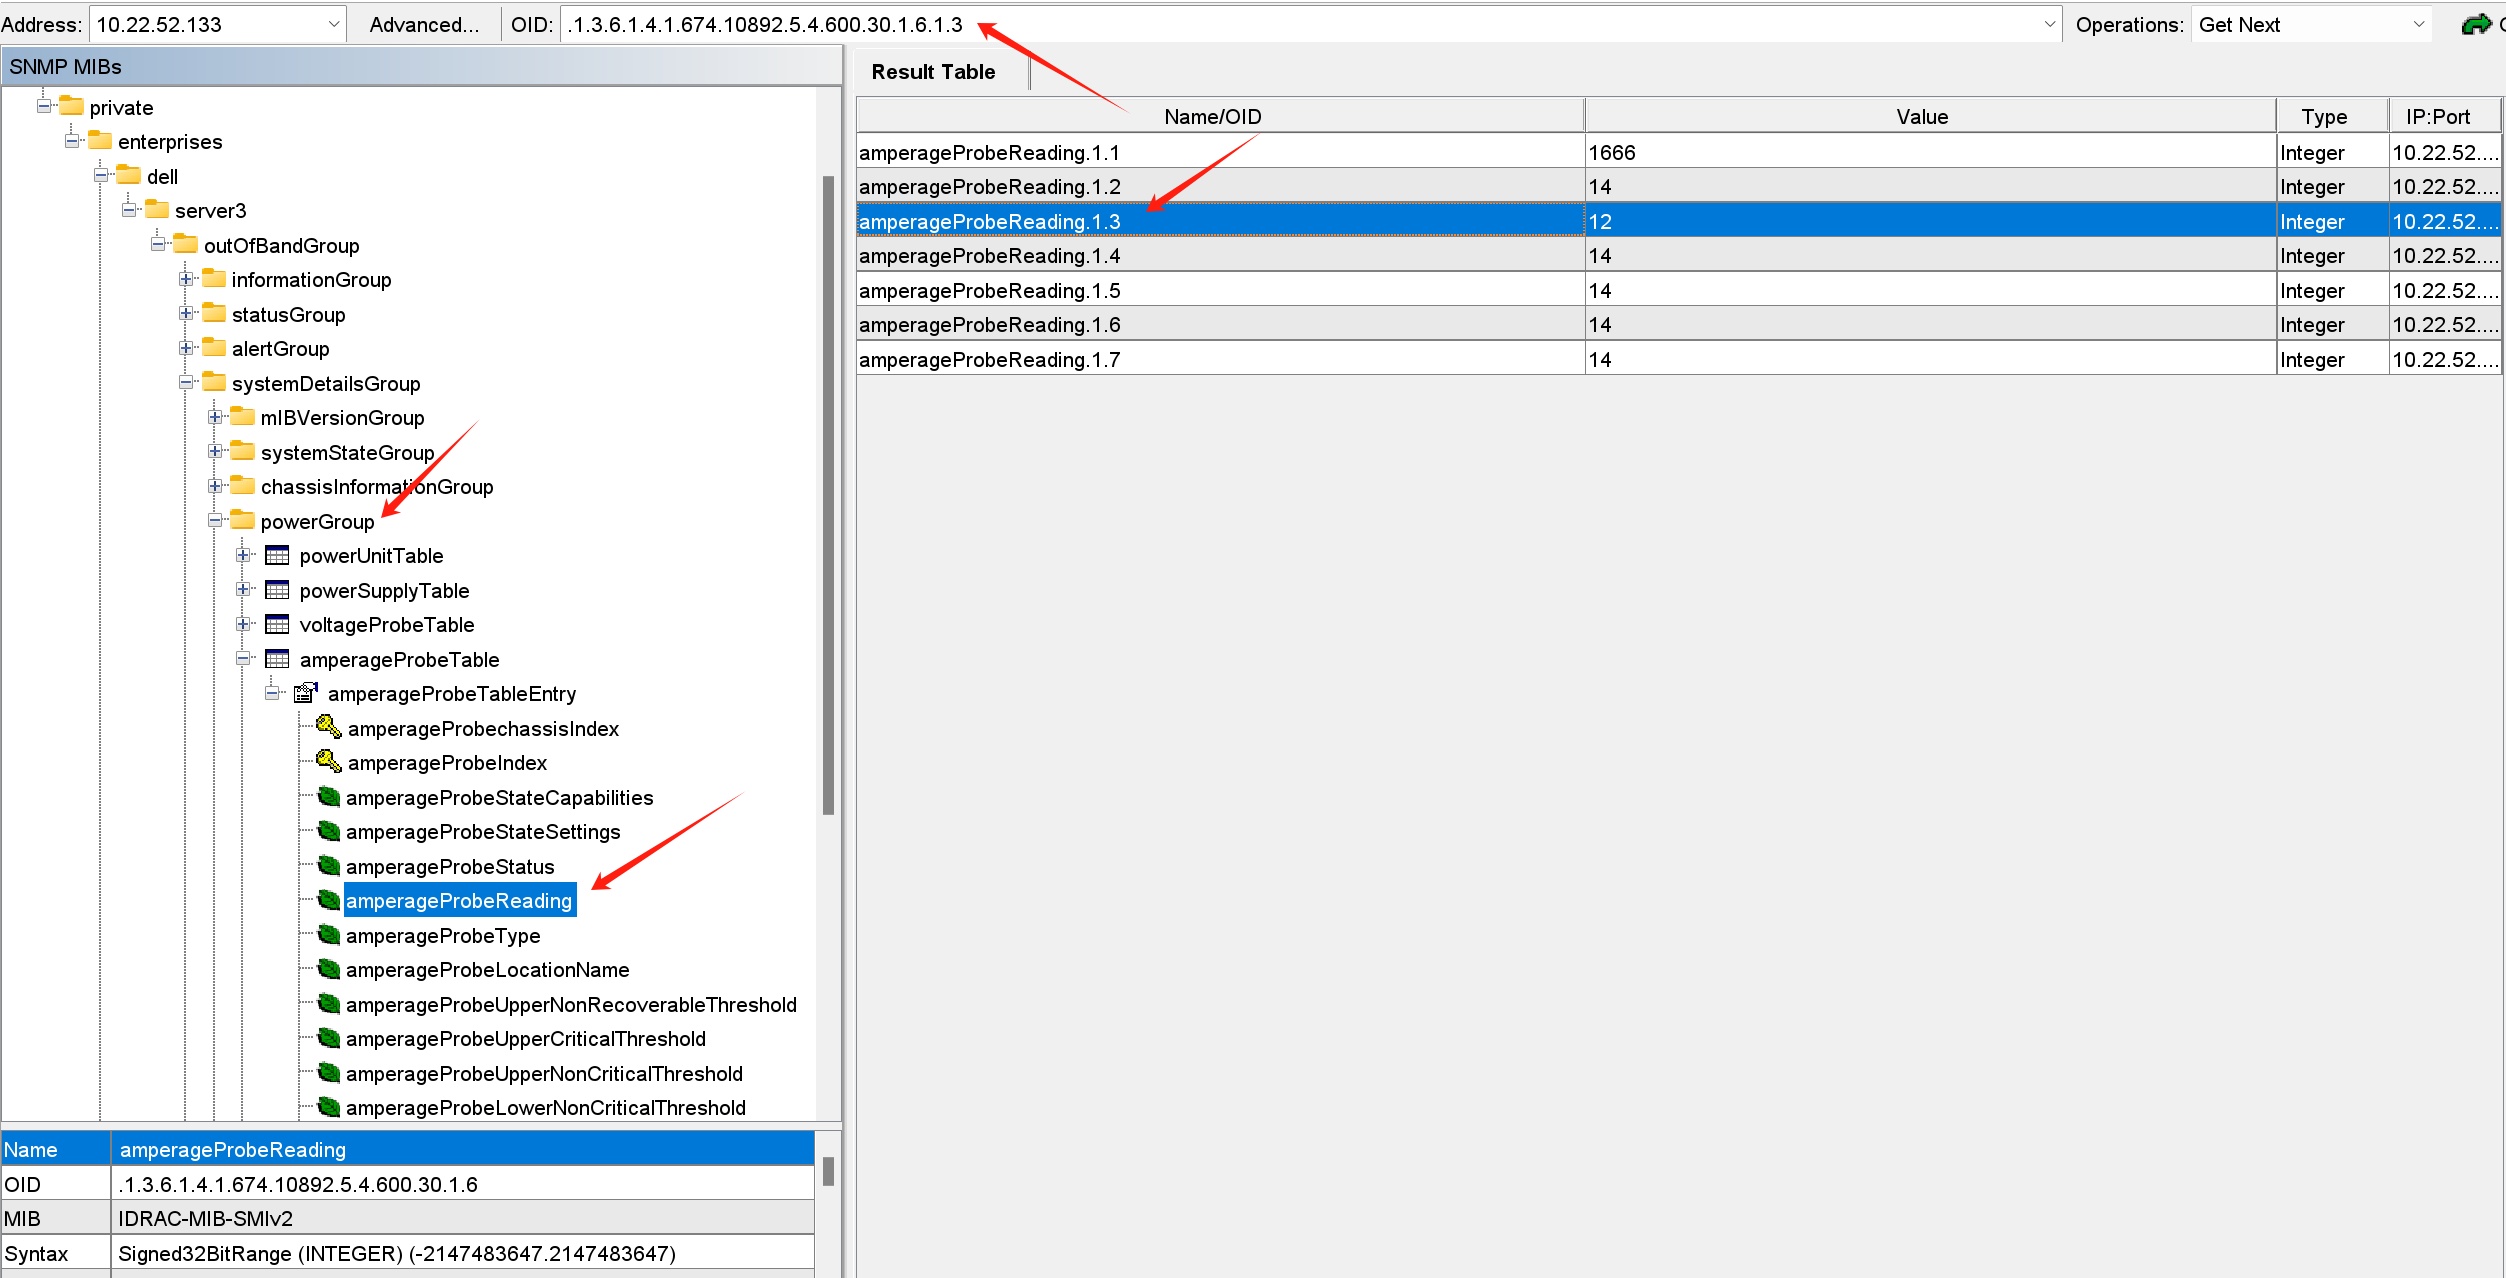 Address: 10.22.52.133 Advanced... OID: .1.3.6.1.4.1.674.10892.5.4.600.30.1.6.1.3 Operations: Get Next
SNMP MIBs
private
enterprises
dell
server3
outOfBandGroup
informationGroup
statusGroup
alertGroup
systemDetailsGroup
mIBVersionGroup
systemStateGroup
chassisInformationGroup
powerGroup
powerUnitTable
powerSupplyTable
voltageProbeTable
amperageProbeTable
amperageProbeTableEntry
amperageProbechassisIndex
amperageProbeIndex
amperageProbeStateCapabilities
amperageProbeStateSettings
amperageProbeStatus
amperageProbeReading
amperageProbeType
amperageProbeLocationName
amperageProbeUpperNonRecoverableThreshold
amperageProbeUpperCriticalThreshold
amperageProbeUpperNonCriticalThreshold
amperageProbeLowerNonCriticalThreshold
Name amperageProbeReading
OID .1.3.6.1.4.1.674.10892.5.4.600.30.1.6
MIB IDRAC-MIB-SMIv2
Syntax Signed32BitRange (INTEGER) (-2147483647.2147483647)
Result Table
Name/OID Value Type IP:Port
amperageProbeReading.1.1 1666 Integer 10.22.52....
amperageProbeReading.1.2 14 Integer 10.22.52....
amperageProbeReading.1.3 12 Integer 10.22.52....
amperageProbeReading.1.4 14 Integer 10.22.52....
amperageProbeReading.1.5 14 Integer 10.22.52....
amperageProbeReading.1.6 14 Integer 10.22.52....
amperageProbeReading.1.7 14 Integer 10.22.52....